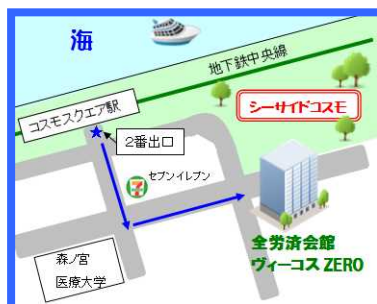 海
地下鉄中央線
シーサイドコスモ
コスモスクエア駅
2番出口
セブンイレブン
7
森ノ宮
医療大学
全労済会館
ヴィーコス ZERO